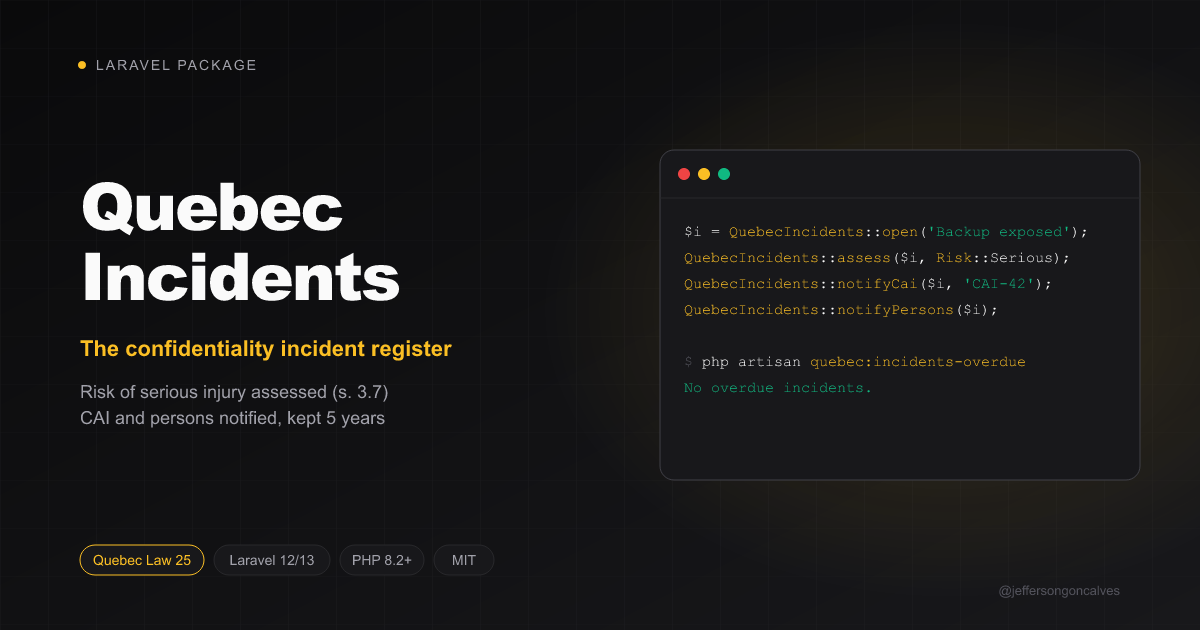 LARAVEL PACKAGE
Quebec
Incidents
The confidentiality incident register
Risk of serious injury assessed (s. 3.7)
CAI and persons notified, kept 5 years
$i = QuebecIncidents::open('Backup exposed');
QuebecIncidents::assess($i, Risk::Serious);
QuebecIncidents::notifyCai($i, 'CAI-42');
QuebecIncidents::notifyPersons($i);
$ php artisan quebec:incidents-overdue
No overdue incidents.
Quebec Law 25
Laravel 12/13
PHP 8.2+
MIT
@jeffersongoncalves